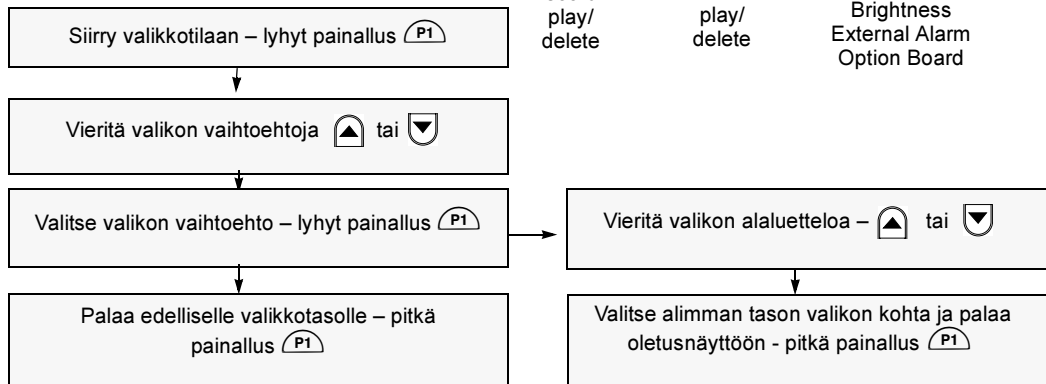 play/
delete
play/
delete
Brightness
External Alarm
Option Board
Siirry valikkotilaan – lyhyt painallus P1
Vieritä valikon vaihtoehtoja tai
Valitse valikon vaihtoehto – lyhyt painallus P1
Vieritä valikon alaluetteloa – tai
Palaa edelliselle valikkotasolle – pitkä
painallus P1
Valitse alimman tason valikon kohta ja palaa
oletusnäyttöön - pitkä painallus P1